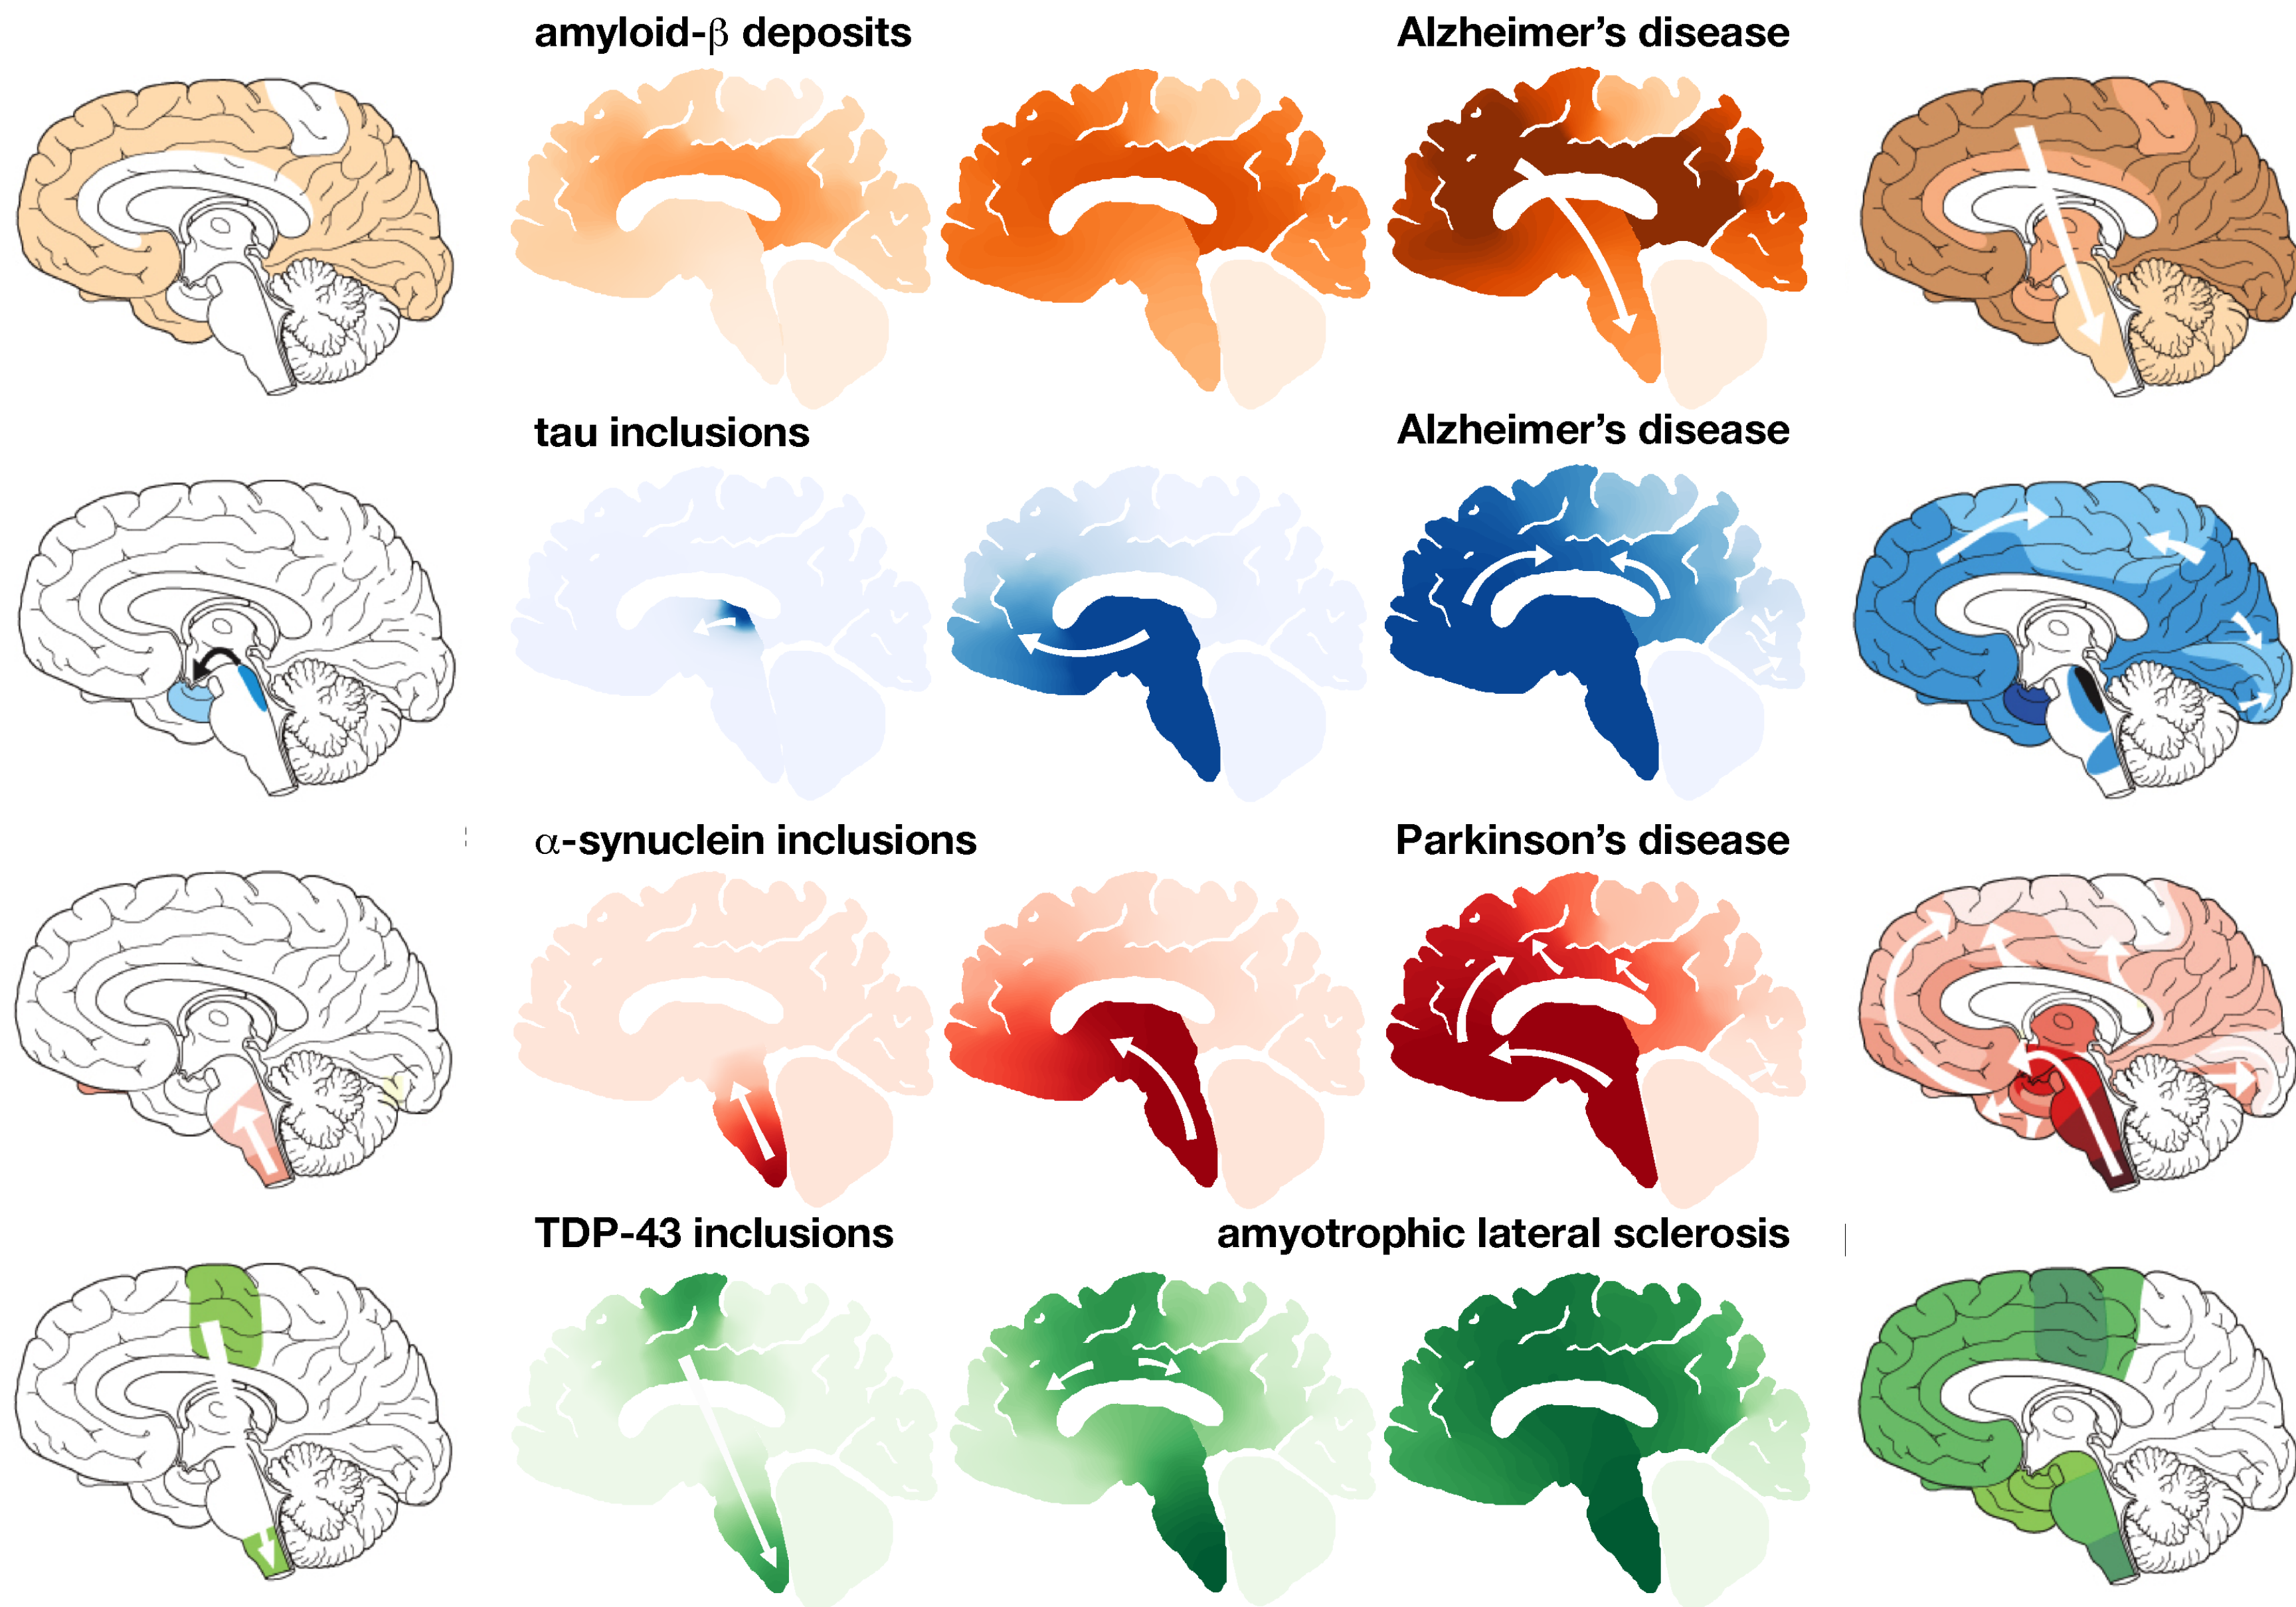 amyloid-β deposits
Alzheimer’s disease
tau inclusions
Alzheimer’s disease
α-synuclein inclusions
Parkinson’s disease
TDP-43 inclusions
amyotrophic lateral sclerosis